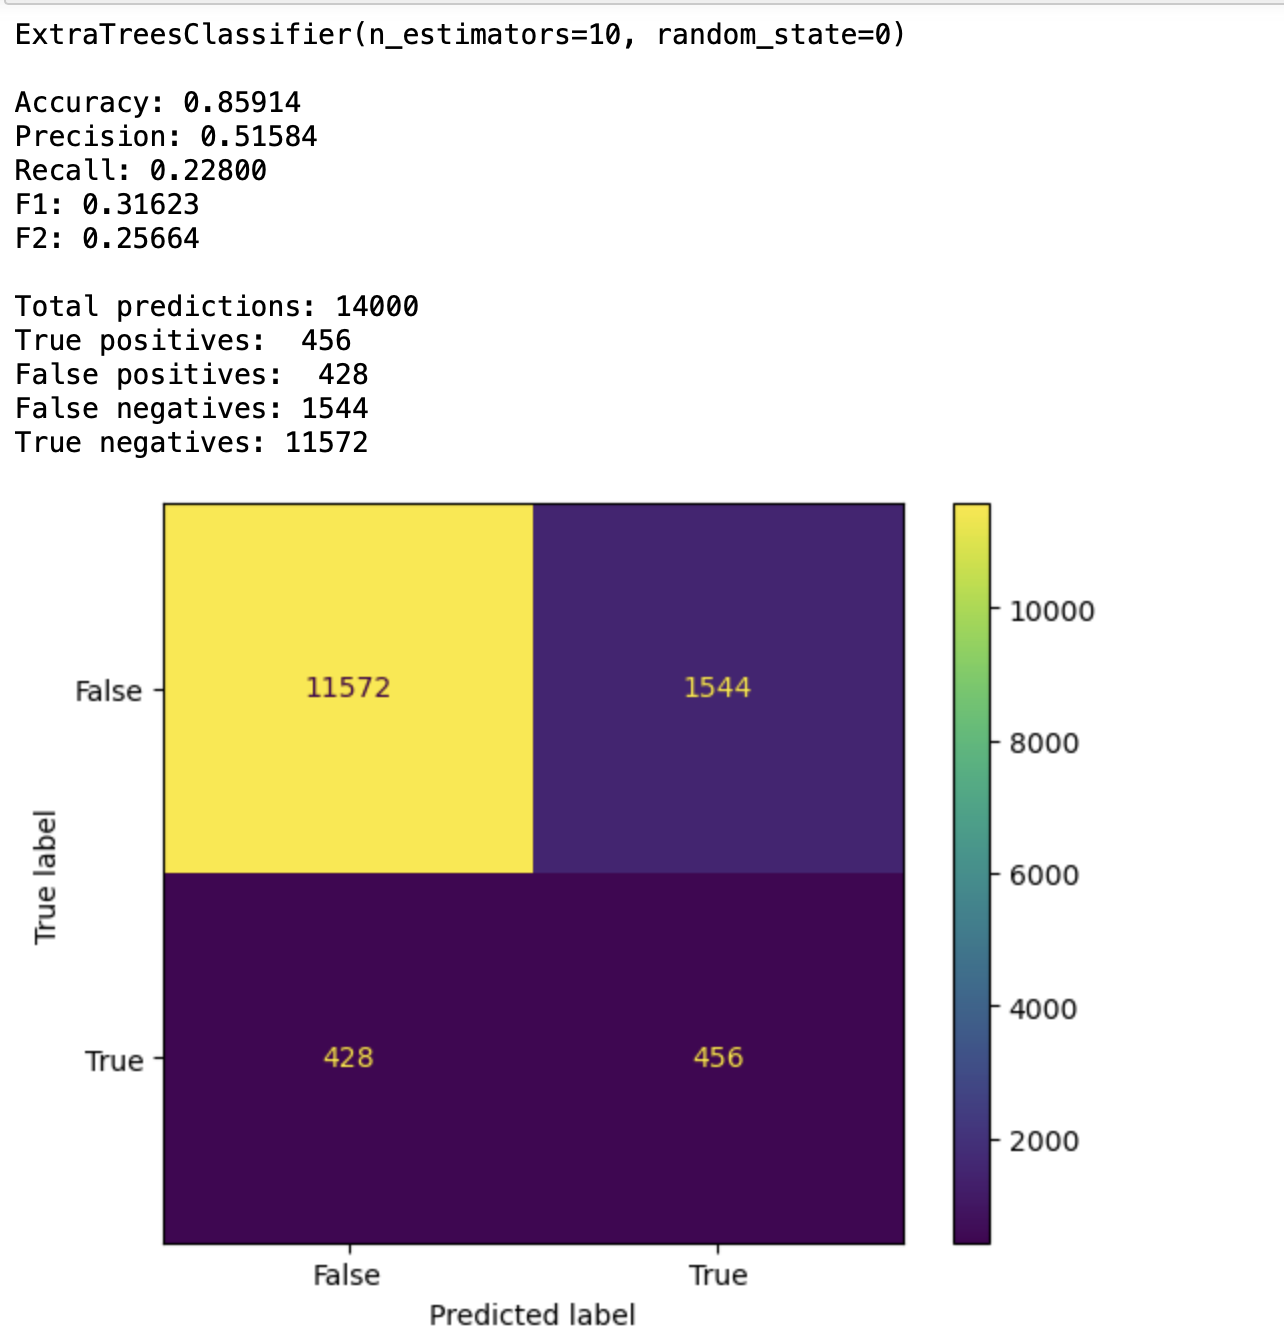 ExtraTreesClassifier(n_estimators=10, random_state=0)
Accuracy: 0.85914
Precision: 0.51584
Recall: 0.22800
F1: 0.31623
F2: 0.25664
Total predictions: 14000
True positives:  456
False positives:  428
False negatives: 1544
True negatives: 11572
11572
1544
428
456
False
True
True label
False
True
Predicted label
10000
8000
6000
4000
2000